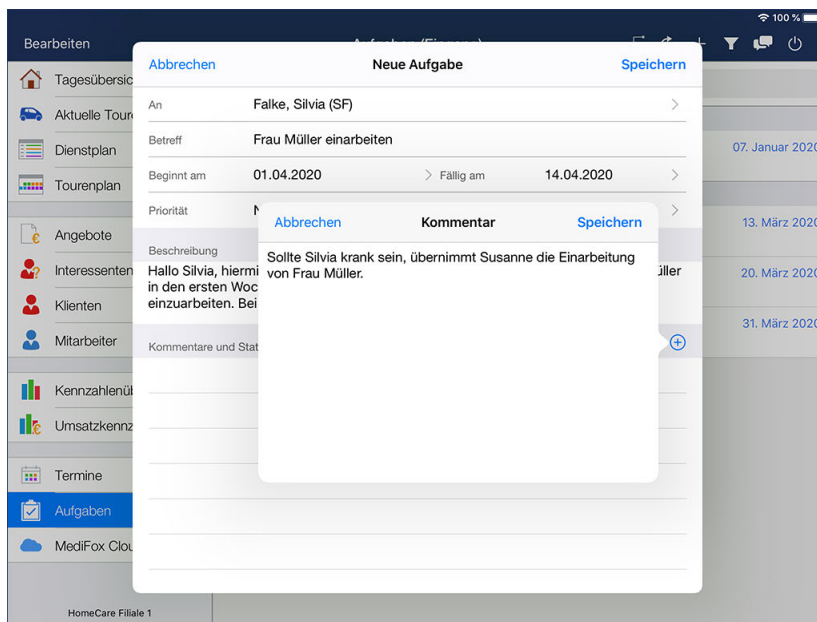 100 %
Bearbeiten
Aufgaben (Eingang)
Tagesübersic
Aktuelle Tour
Dienstplan
Tourenplan
Angebote
Interessenten
Klienten
Mitarbeiter
Kennzahlenü
Umsatzkennz
Termine
Aufgaben
MediFox Clou
HomeCare Filiale 1
Abbrechen Neue Aufgabe Speichern
An Falke, Silvia (SF)
Betreff Frau Müller einarbeiten
Beginnt am 01.04.2020 Fällig am 14.04.2020
Priorität
Beschreibung
Hallo Silvia, hiermi
üller
in den ersten Woc
einzuarbeiten. Bei
Kommentare und Stat
Abbrechen Kommentar Speichern
Sollte Silvia krank sein, übernimmt Susanne die Einarbeitung
von Frau Müller.
07. Januar 2020
13. März 2020
20. März 2020
31. März 2020